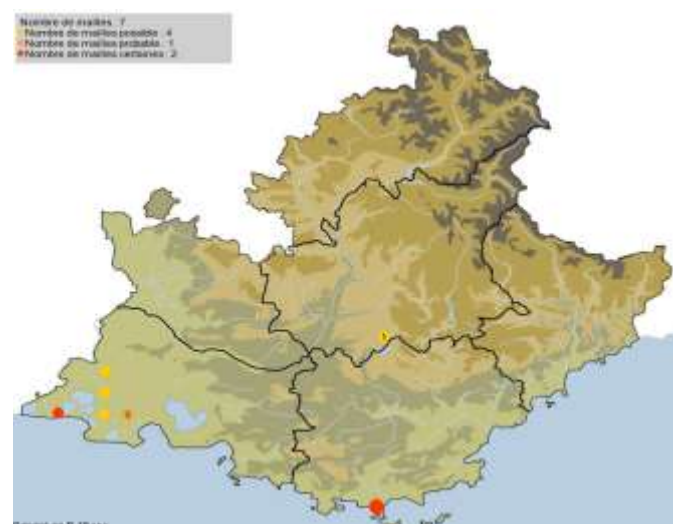 Nombre de mailles : 7
Nombre de mailles possible : 4
Nombre de mailles probable : 1
Nombre de mailles certaines : 2